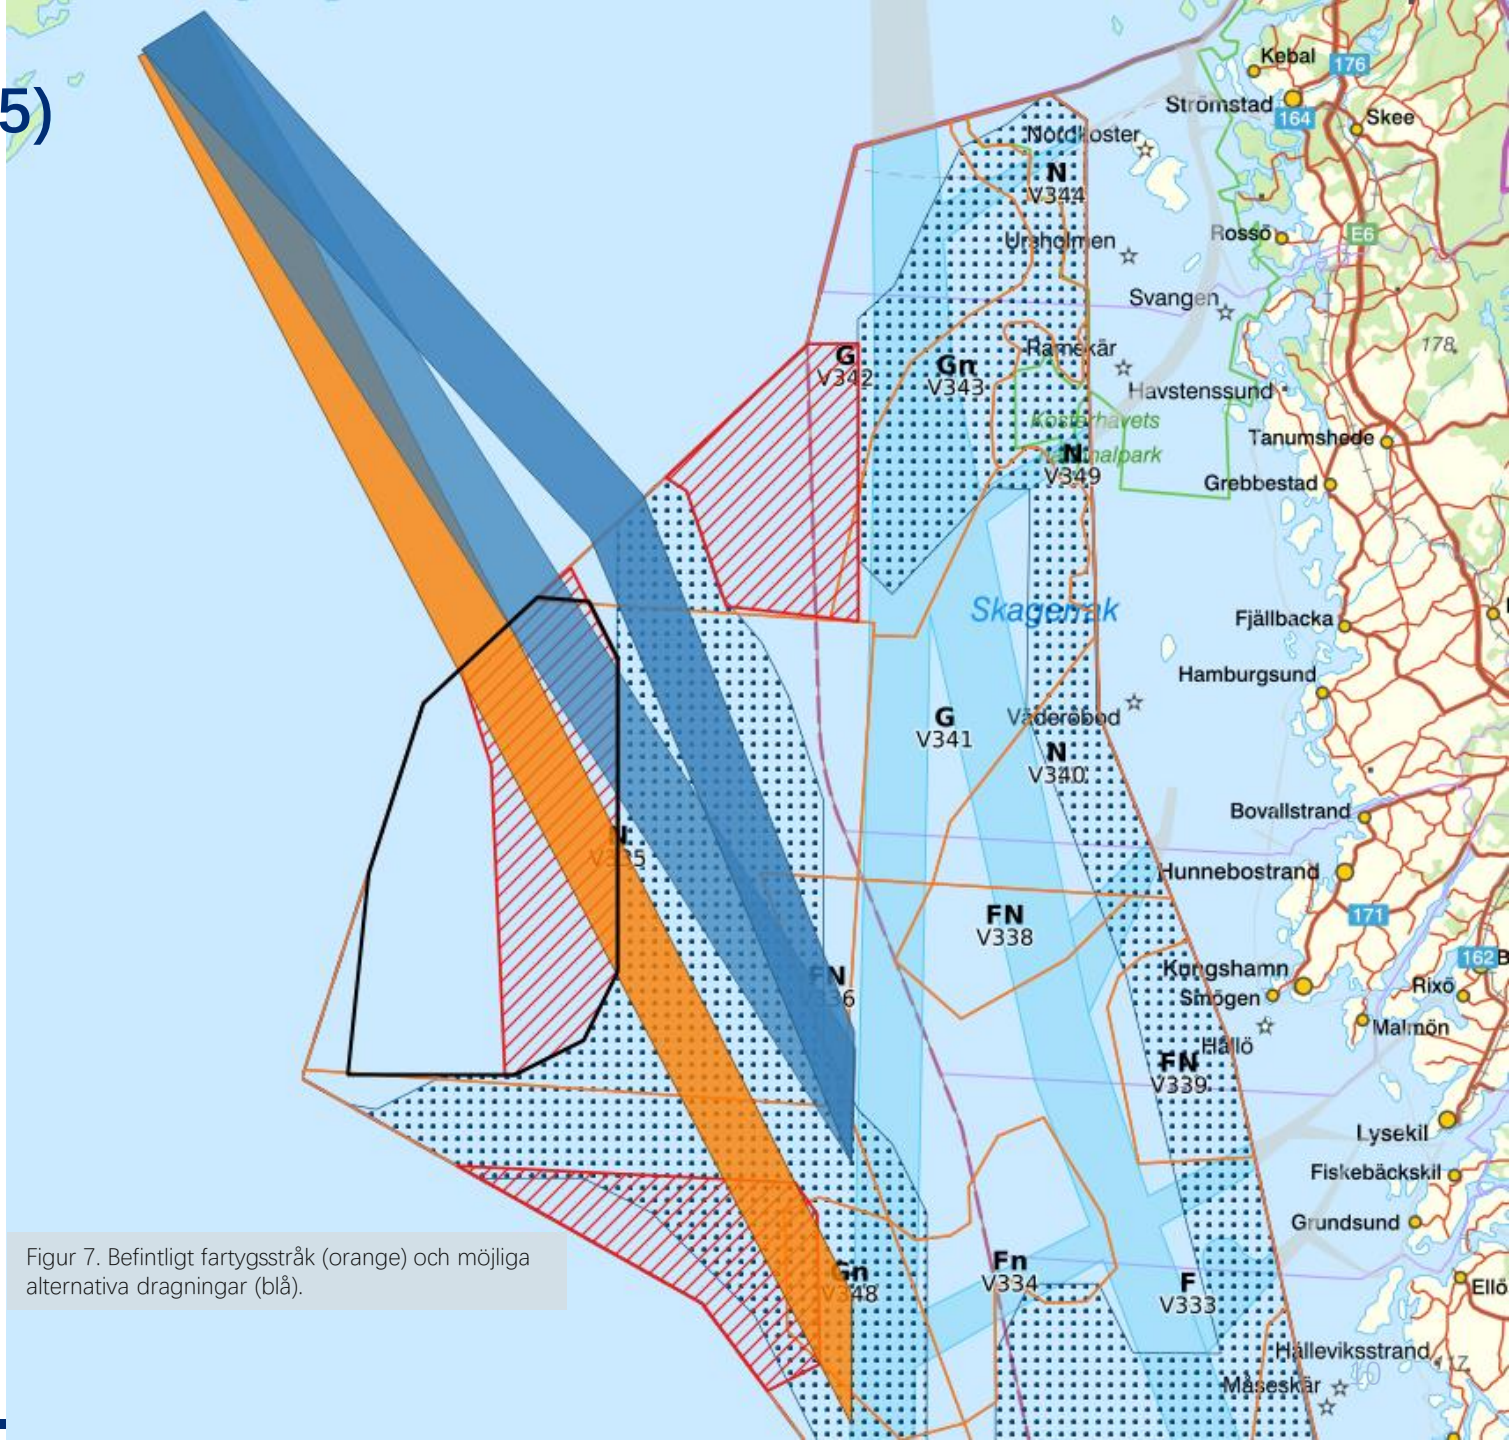 5)
Kebal
176
Strömstad
164
Skee
Nordkoster
N
V344
Ursholmen
Rossö
E6
Svangen
G
V342
Gn
V343
Ramskär
178
Havstenssund
Kosterhavets
Tanumshede
N
V349
Grebbestad
Skagerrak
Fjällbacka
Hamburgsund
G
V341
Väderöbod
N
V340
Bovallstrand
N
V335
Hunnebostrand
FN
V338
171
Kungshamn
162
B
FN
336
Smögen
Rixö
Malmön
Hållö
FN
V339
Lysekil
Fiskebäckskil
Grundsund
Figur 7. Befintligt fartygsstråk (orange) och möjliga
alternativa dragningar (blå).
Gn
Fn
V334
F
V333
Ellö
Hälleviksstrand
Måseskär